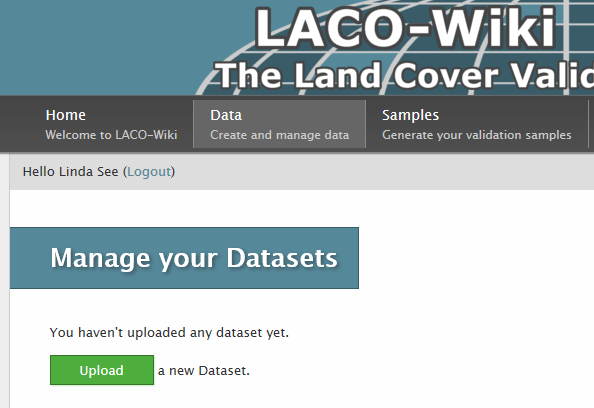 LACO-Wiki
The Land Cover Valid
Home
Welcome to LACO-Wiki
Data
Create and manage data
Samples
Generate your validation samples
Hello Linda See (Logout)
Manage your Datasets
You haven't uploaded any dataset yet.
Upload a new Dataset.